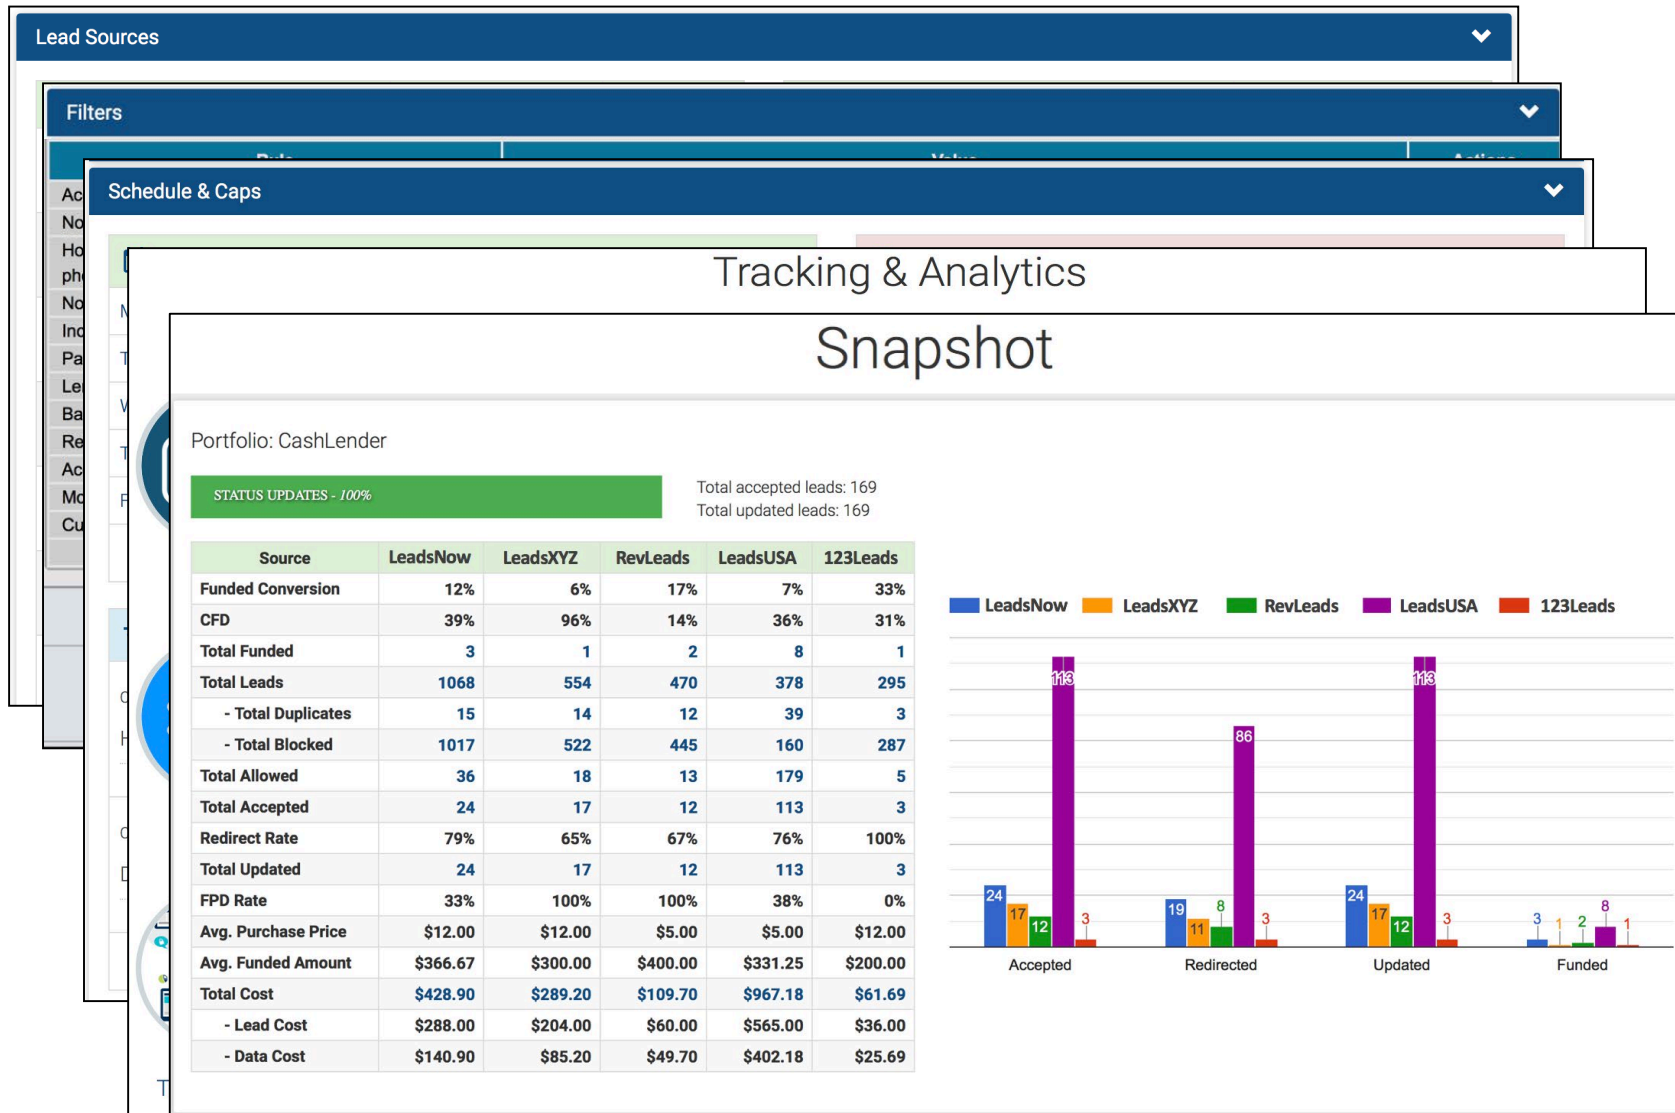 Lead Sources
Filters
Schedule & Caps
Tracking & Analytics
Snapshot
Portfolio: CashLender
STATUS UPDATES - 100%
Total accepted leads: 169
Total updated leads: 169
Source LeadsNow LeadsXYZ RevLeads LeadsUSA 123Leads
Funded Conversion 12% 6% 17% 7% 33%
CFD 39% 96% 14% 36% 31%
Total Funded 3 1 2 8 1
Total Leads 1068 554 470 378 295
- Total Duplicates 15 14 12 39 3
- Total Blocked 1017 522 445 160 287
Total Allowed 36 18 13 179 5
Total Accepted 24 17 12 113 3
Redirect Rate 79% 65% 67% 76% 100%
Total Updated 24 17 12 113 3
FPD Rate 33% 100% 100% 38% 0%
Avg. Purchase Price $12.00 $12.00 $5.00 $5.00 $12.00
Avg. Funded Amount $366.67 $300.00 $400.00 $331.25 $200.00
Total Cost $428.90 $289.20 $109.70 $967.18 $61.69
- Lead Cost $288.00 $204.00 $60.00 $565.00 $36.00
- Data Cost $140.90 $85.20 $49.70 $402.18 $25.69
LeadsNow LeadsXYZ RevLeads LeadsUSA 123Leads
24 17 12 113 3
19 11 8 86 3
24 17 12 113 3
3 1 2 8 1
Accepted Redirected Updated Funded